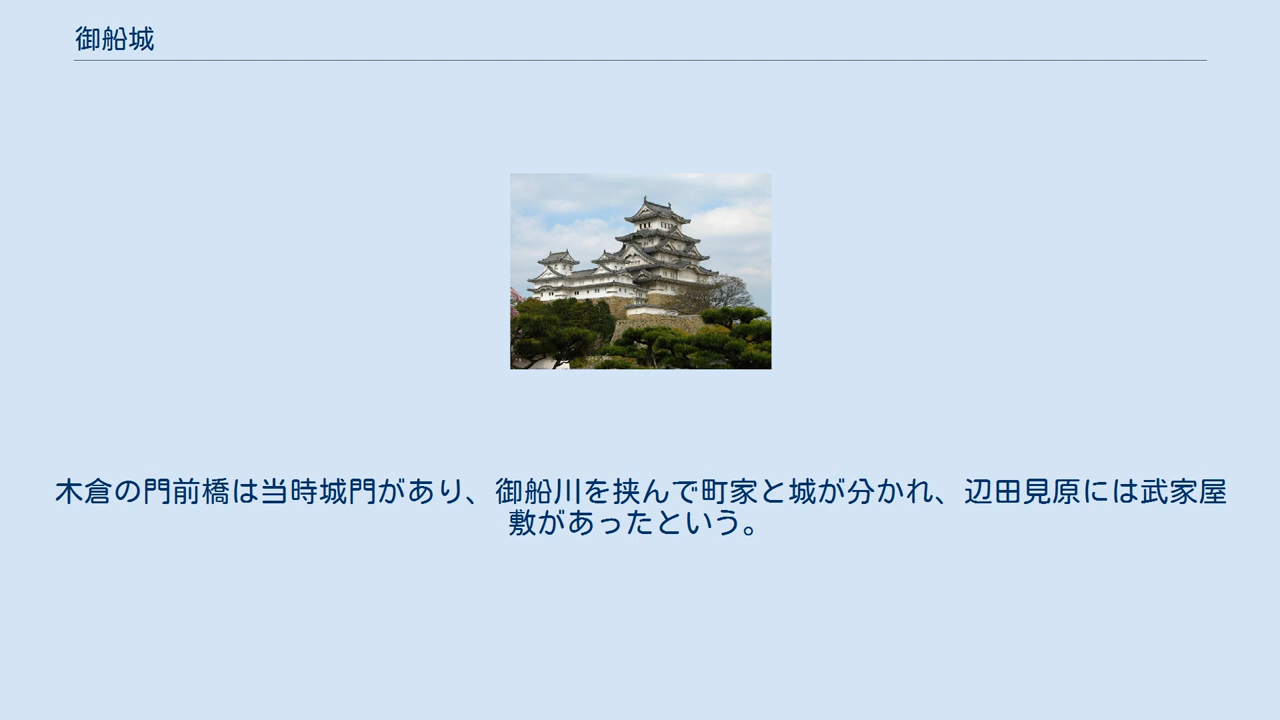 御船城
木倉の門前橋は当時城門があり、御船川を挟んで町家と城が分かれ、辺田見原には武家屋
敷があったという。